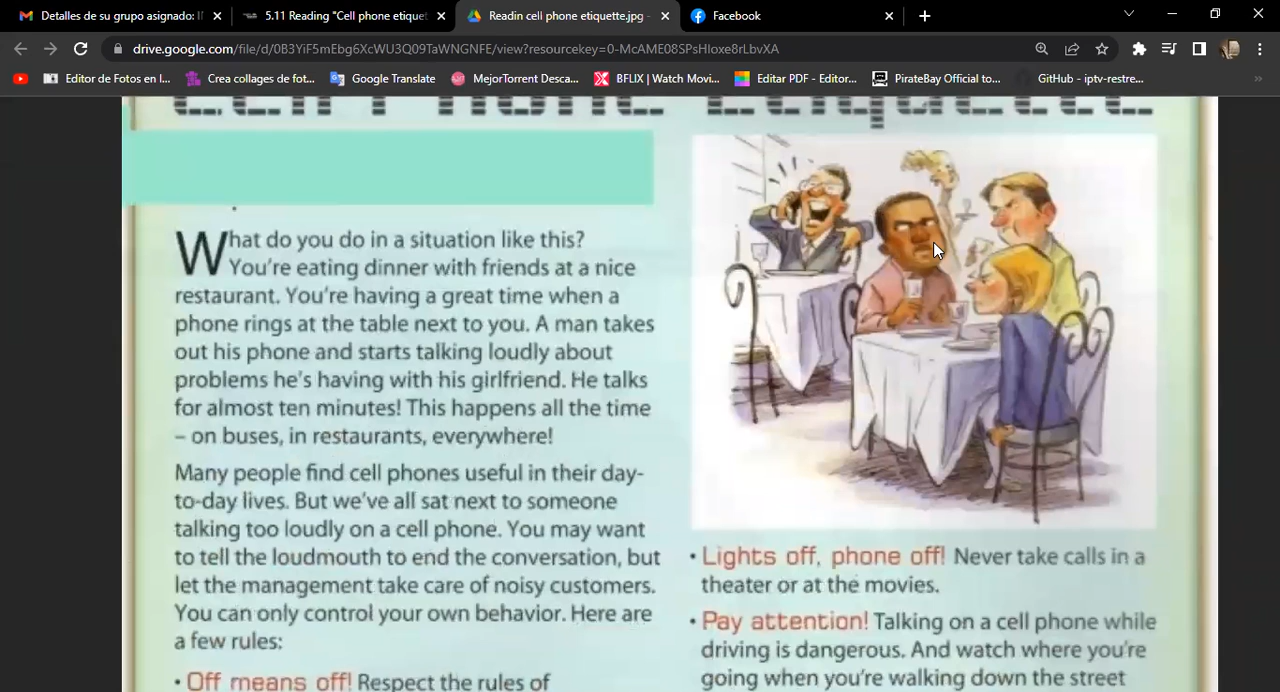 Detalles de su grupo asignado: I
5.11 Reading "Cell phone etiquet
Readin cell phone etiquette.jpg -
Facebook
drive.google.com/file/d/0B3YiF5mEbg6XcWU3Q09TaWNGNFE/view?resourcekey=0-McAME08SPsHloxe8rLbvXA
Editor de Fotos en l...
Crea collages de fot...
Google Translate
MejorTorrent Desca...
BFLIX | Watch Movi...
Editar PDF - Editor...
PirateBay Official to...
GitHub - iptv-restre...
Cell Phone Etiquette
What do you do in a situation like this?
You're eating dinner with friends at a nice
restaurant. You're having a great time when a
phone rings at the table next to you. A man takes
out his phone and starts talking loudly about
problems he's having with his girlfriend. He talks
for almost ten minutes! This happens all the time
– on buses, in restaurants, everywhere!
Many people find cell phones useful in their day-
to-day lives. But we've all sat next to someone
talking too loudly on a cell phone. You may want
to tell the loudmouth to end the conversation, but
let the management take care of noisy customers.
You can only control your own behavior. Here are
a few rules:
• Off means off! Respect the rules of
• Lights off, phone off! Never take calls in a
theater or at the movies.
• Pay attention! Talking on a cell phone while
driving is dangerous. And watch where you're
going when you're walking down the street